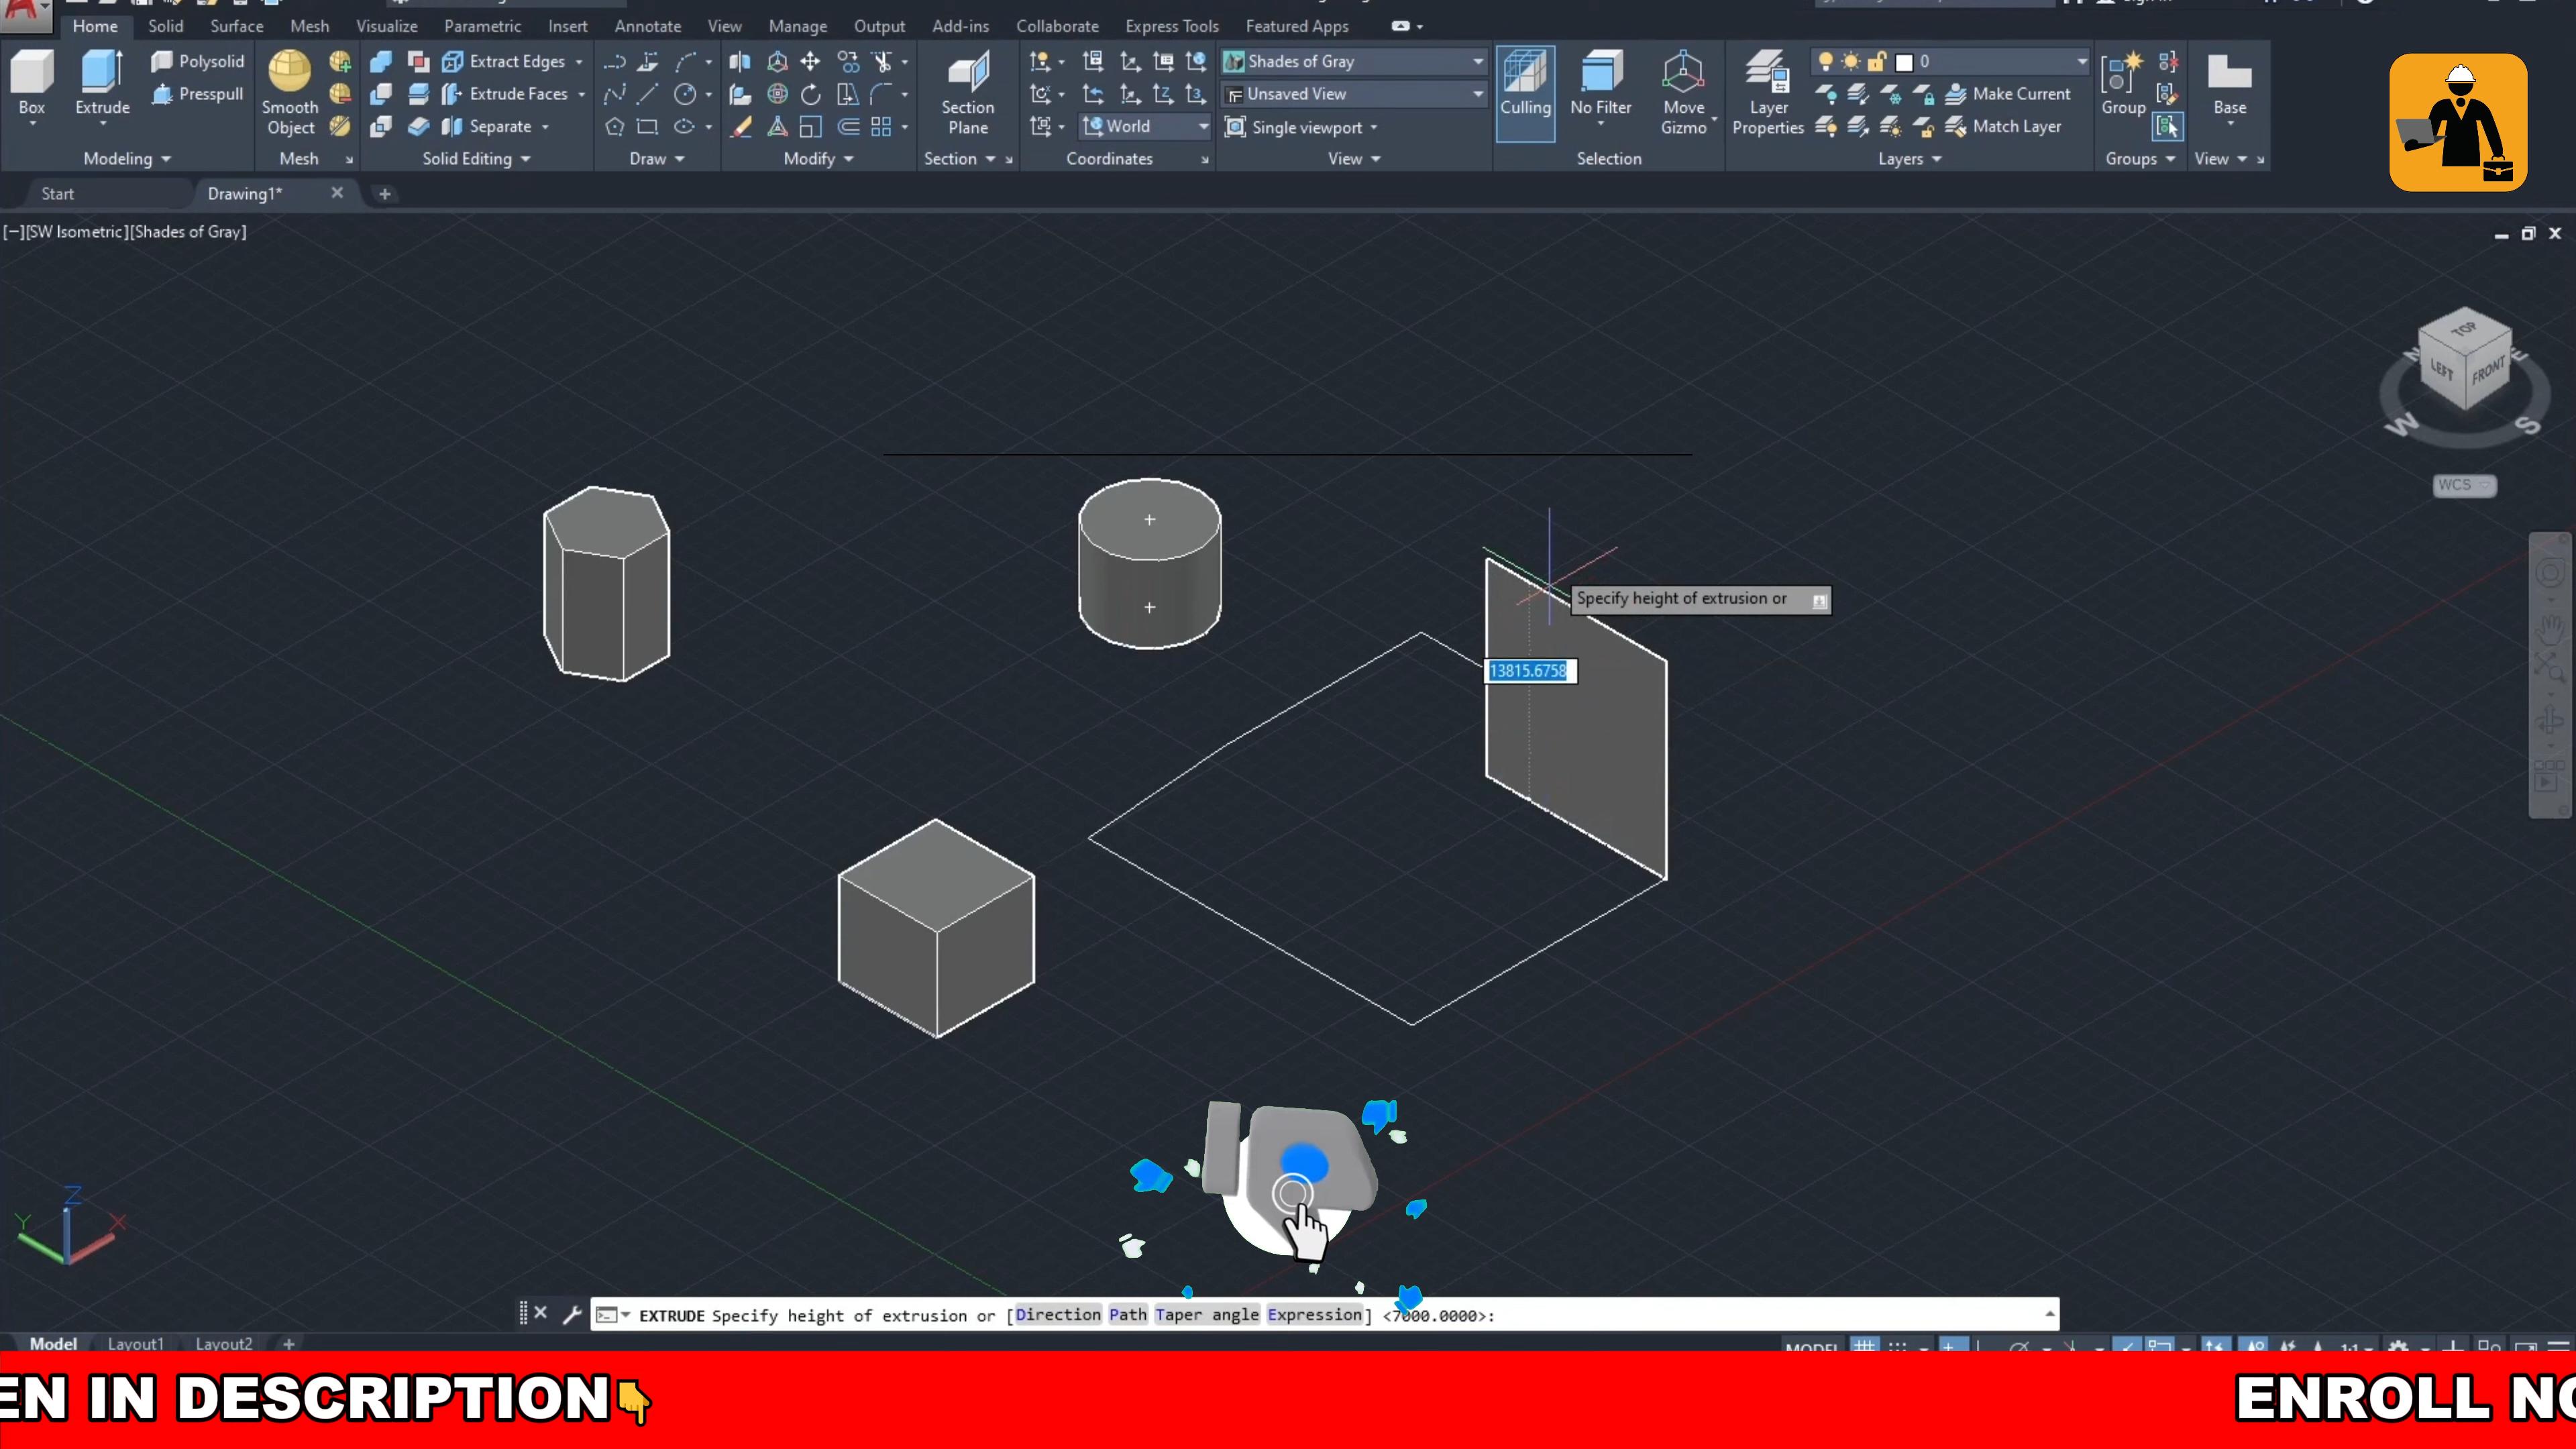 Home Solid Surface Mesh Visualize Parametric Insert Annotate View Manage Output Add-ins Collaborate Express Tools Featured Apps
Box
Extrude
Polysolid
Presspull
Modeling
Smooth
Object
Mesh
Extract Edges
Extrude Faces
Separate
Solid Editing
Draw
Modify
Section
Plane
Section
World
Coordinates
Shades of Gray
Unsaved View
Single viewport
View
Culling
No Filter
Move
Gizmo
Selection
Layer
Properties
0
Make Current
Match Layer
Layers
Group
Groups
Base
View
Start Drawing1*
[−][SW Isometric][Shades of Gray]
TOP
LEFT FRONT
W S
WCS
Specify height of extrusion or
13815.6758
Z
Y X
EXTRUDE Specify height of extrusion or [Direction Path Taper angle Expression] <7000.0000>:
Model Layout1 Layout2 +
MODEL 1:1
EN IN DESCRIPTION👇 ENROLL NO